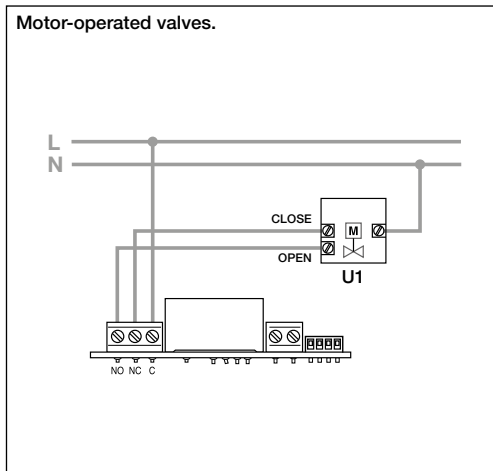 Motor-operated valves.
L
N
CLOSE
M
OPEN
U1
NO NC C